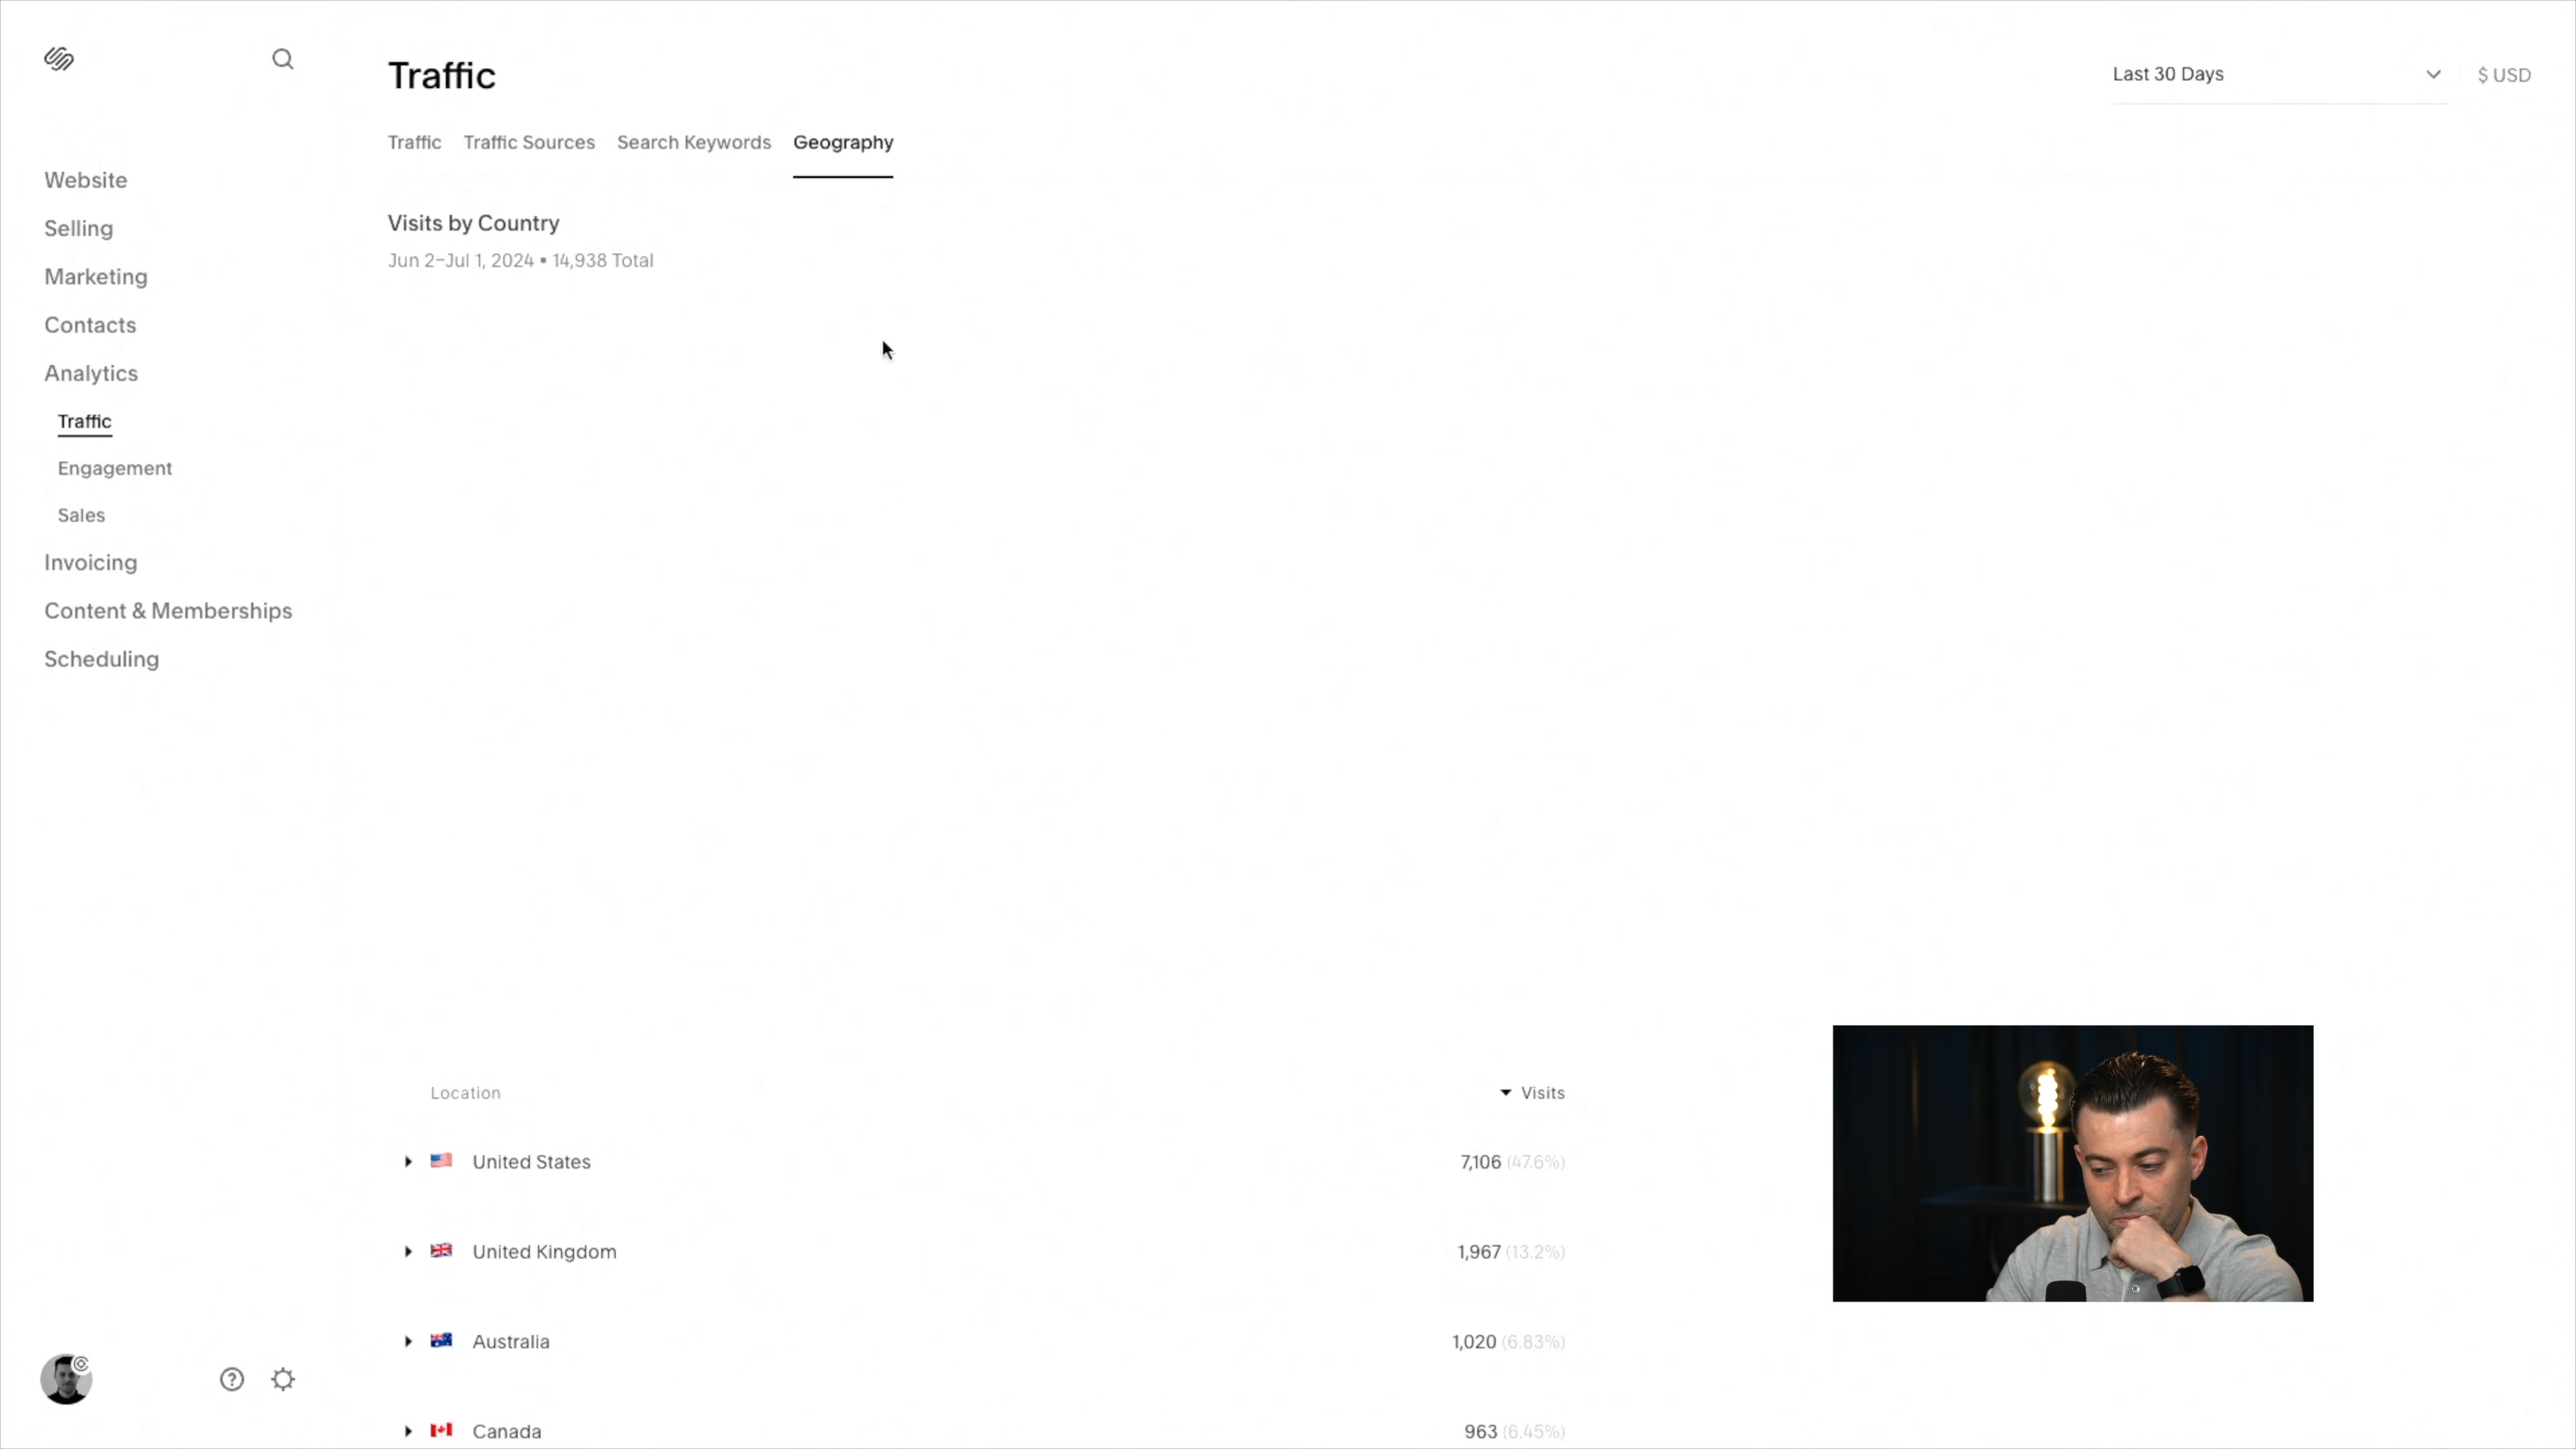 Traffic
Last 30 Days
$ USD
Traffic
Traffic Sources
Search Keywords
Geography
Website
Selling
Marketing
Contacts
Analytics
Traffic
Engagement
Sales
Invoicing
Content & Memberships
Scheduling
Visits by Country
Jun 2–Jul 1, 2024 • 14,938 Total
Location
Visits
United States
7,106 (47.6%)
United Kingdom
1,967 (13.2%)
Australia
1,020 (6.83%)
Canada
963 (6.45%)